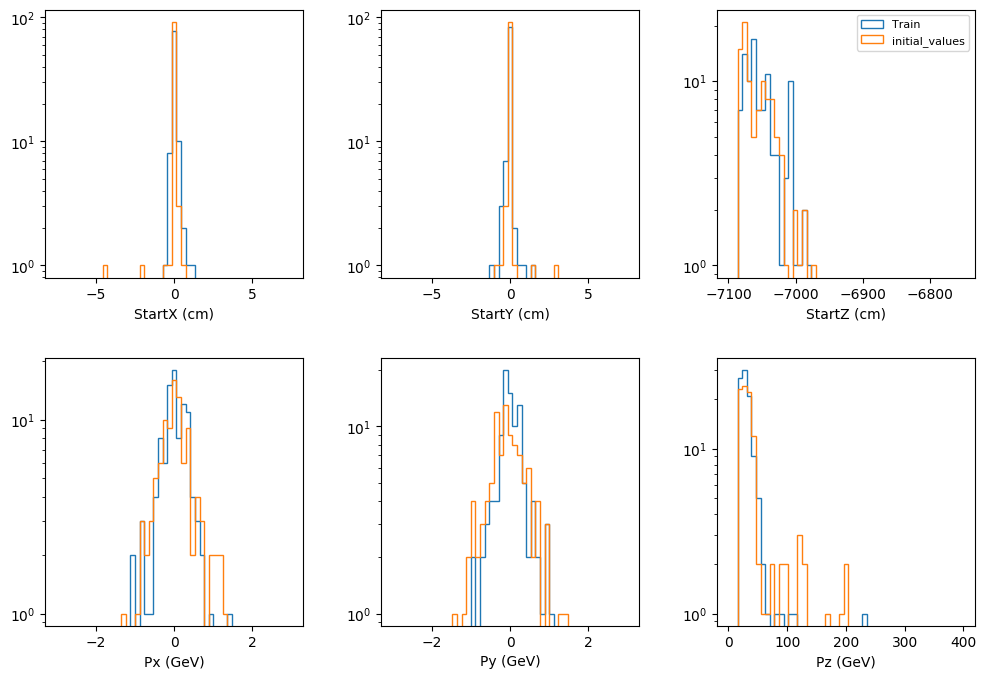 10² 10² Train
initial_values
10¹ 10¹ 10¹
10⁰ 10⁰ 10⁰
−5 0 5 −5 0 5 −7100 −7000 −6900 −6800
StartX (cm) StartY (cm) StartZ (cm)
10¹ 10¹ 10¹
10⁰ 10⁰ 10⁰
−2 0 2 −2 0 2 0 100 200 300 400
Px (GeV) Py (GeV) Pz (GeV)